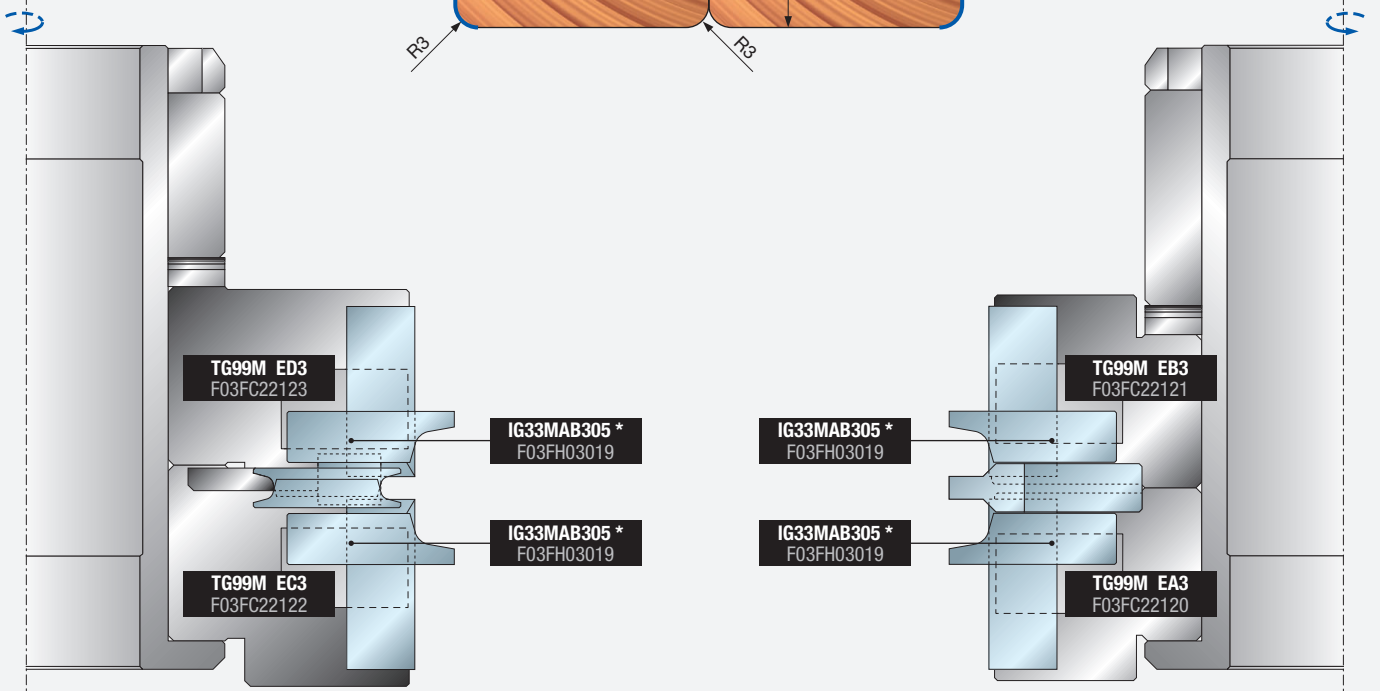 R3
R3
TG99M ED3
F03FC22123
TG99M EB3
F03FC22121
IG33MAB305 *
F03FH03019
IG33MAB305 *
F03FH03019
IG33MAB305 *
F03FH03019
IG33MAB305 *
F03FH03019
TG99M EC3
F03FC22122
TG99M EA3
F03FC22120